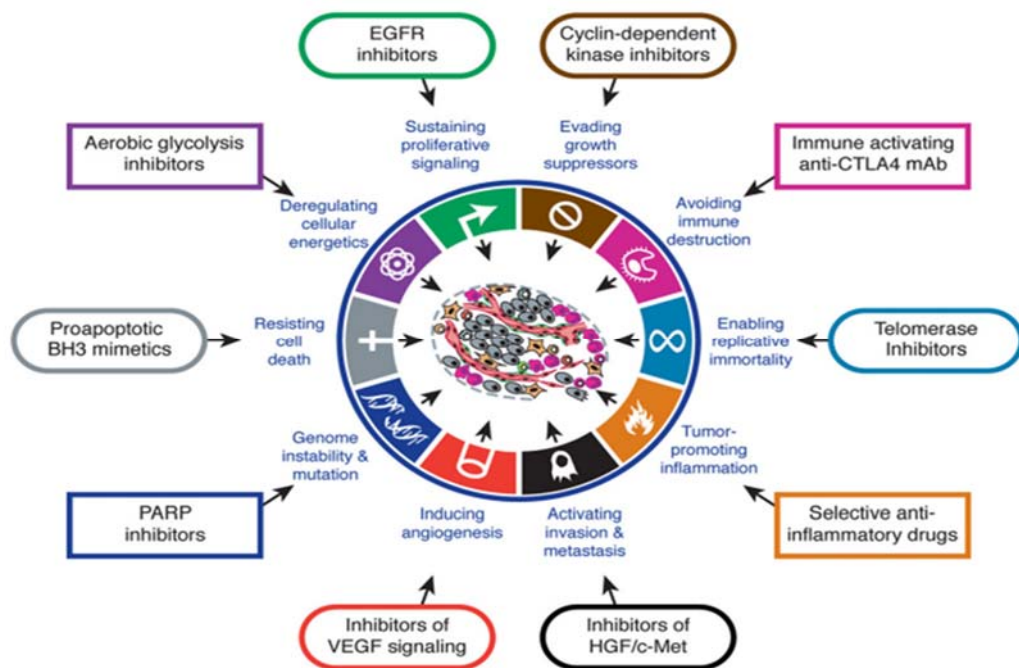 EGFR
inhibitors
Cyclin-dependent
kinase inhibitors
Sustaining
proliferative
signaling
Evading
growth
suppressors
Aerobic glycolysis
inhibitors
Immune activating
anti-CTLA4 mAb
Deregulating
cellular
energetics
Avoiding
immune
destruction
Proapoptotic
BH3 mimetics
Resisting
cell
death
Enabling
replicative
immortality
Telomerase
Inhibitors
Genome
instability &
mutation
Tumor-
promoting
inflammation
PARP
inhibitors
Inducing
angiogenesis
Activating
invasion &
metastasis
Selective anti-
inflammatory drugs
Inhibitors of
VEGF signaling
Inhibitors of
HGF/c-Met